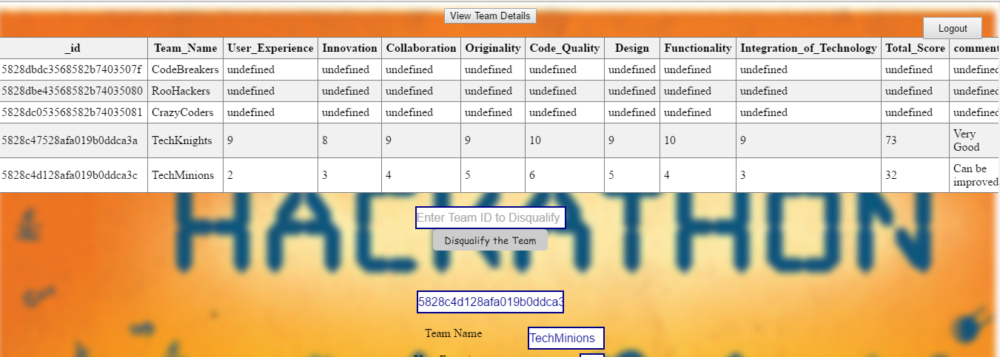 View Team Details
Logout
_id Team_Name User_Experience Innovation Collaboration Originality Code_Quality Design Functionality Integration_of_Technology Total_Score comment
5828dbdc3568582b7403507f CodeBreakers undefined undefined undefined undefined undefined undefined undefined undefined undefined undefined
5828dbe43568582b74035080 RooHackers undefined undefined undefined undefined undefined undefined undefined undefined undefined undefined
5828dc053568582b74035081 CrazyCoders undefined undefined undefined undefined undefined undefined undefined undefined undefined undefined
5828c47528afa019b0ddca3a TechKnights 9 8 9 9 10 9 10 9 73 Very
Good
5828c4d128afa019b0ddca3c TechMinions 2 3 4 5 6 5 4 3 32 Can be
improved
HACKATHON
Enter Team ID to Disqualify
Disqualify the Team
5828c4d128afa019b0ddca3
Team Name TechMinions